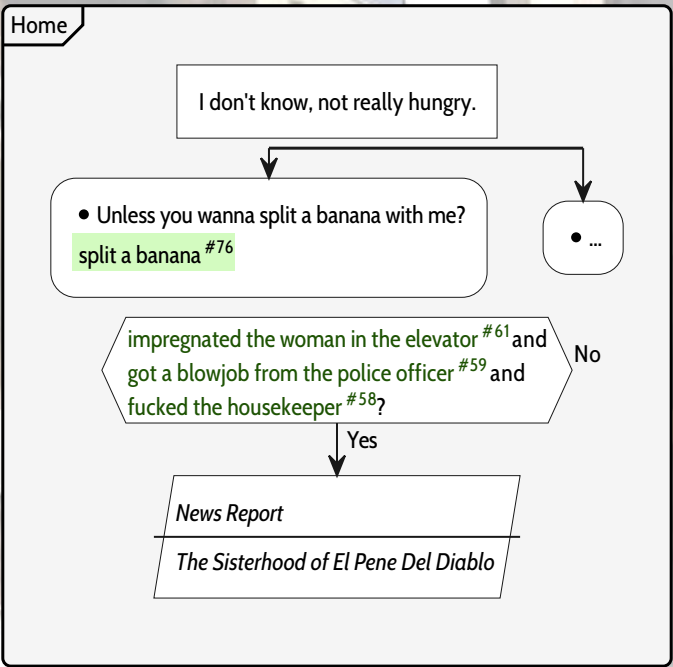 Home
I don't know, not really hungry.
• Unless you wanna split a banana with me?
split a banana #76
• ...
impregnated the woman in the elevator #61 and
got a blowjob from the police officer #59 and
fucked the housekeeper #58?
No
Yes
News Report
The Sisterhood of El Pene Del Diablo